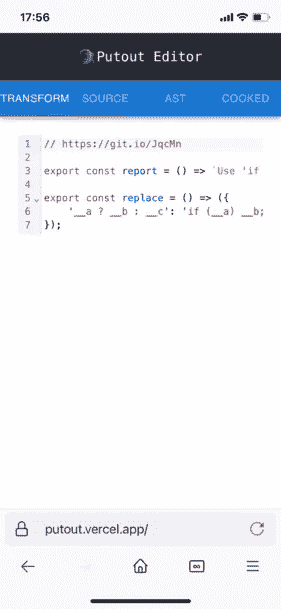 17:56
Putout Editor
TRANSFORM SOURCE AST COOKED
1 // https://git.io/JqcMn
2
3 export const report = () => `Use 'if
4
5 export const replace = () => ({
6 '__a ? __b : __c': 'if (__a) __b;
7 });
putout.vercel.app/